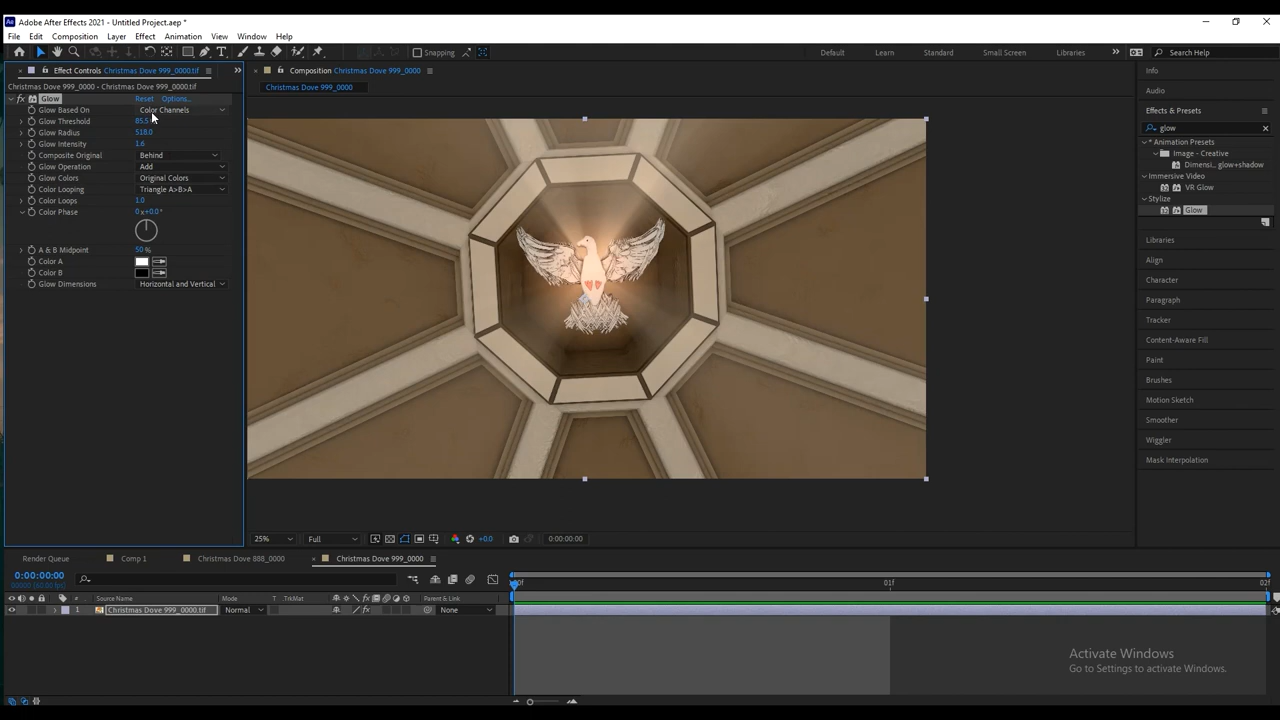 Adobe After Effects 2021 - Untitled Project.aep *
File Edit Composition Layer Effect Animation View Window Help
Snapping Default Learn Standard Small Screen Libraries Search Help
Effect Controls Christmas Dove 999_0000.tif
Composition Christmas Dove 999_0000
Info
Christmas Dove 999_0000 - Christmas Dove 999_0000.tif
Christmas Dove 999_0000
Audio
fx Glow Reset Options...
Glow Based On Color Channels
Glow Threshold
Glow Radius 518.0
Glow Intensity 1.6
Composite Original Behind
Glow Operation Add
Glow Colors Original Colors
Color Looping Triangle A>B>A
Color Loops 1.0
Color Phase 0x+0.0°
A & B Midpoint 50 %
Color A
Color B
Glow Dimensions Horizontal and Vertical
Effects & Presets
glow
* Animation Presets
Image - Creative
Dimensi...glow+shadow
Immersive Video
VR Glow
Stylize
Glow
Libraries
Align
Character
Paragraph
Tracker
Content-Aware Fill
Paint
Brushes
Motion Sketch
Smoother
Wiggler
Mask Interpolation
25% Full +0.0 0:00:00:00
Render Queue Comp 1 Christmas Dove 888_0000 Christmas Dove 999_0000
0:00:00:00
01f 02f
# Source Name Mode T .TrkMat Parent & Link
1 Christmas Dove 999_0000.tif Normal None
Activate Windows
Go to Settings to activate Windows.